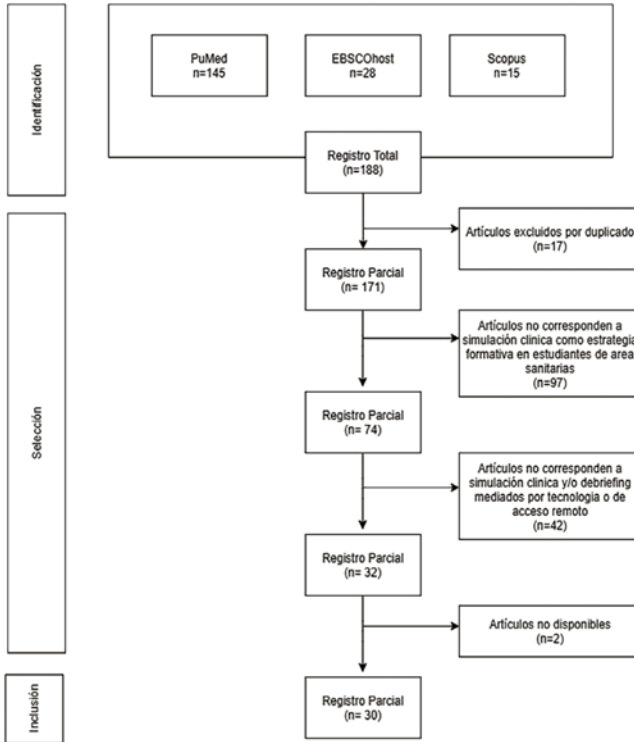 Identificación
PuMed
n=145
EBSCOhost
n=28
Scopus
n=15
Registro Total
(n=188)
Selección
Artículos excluidos por duplicado
(n=17)
Registro Parcial
(n= 171)
Artículos no corresponden a
simulación clinica como estrategia
formativa en estudiantes de area
sanitarias
(n=97)
Registro Parcial
(n= 74)
Artículos no corresponden a
simulación clinica y/o debriefing
mediados por tecnologia o de
acceso remoto
(n=42)
Registro Parcial
(n= 32)
Artículos no disponibles
(n=2)
Inclusión
Registro Parcial
(n= 30)